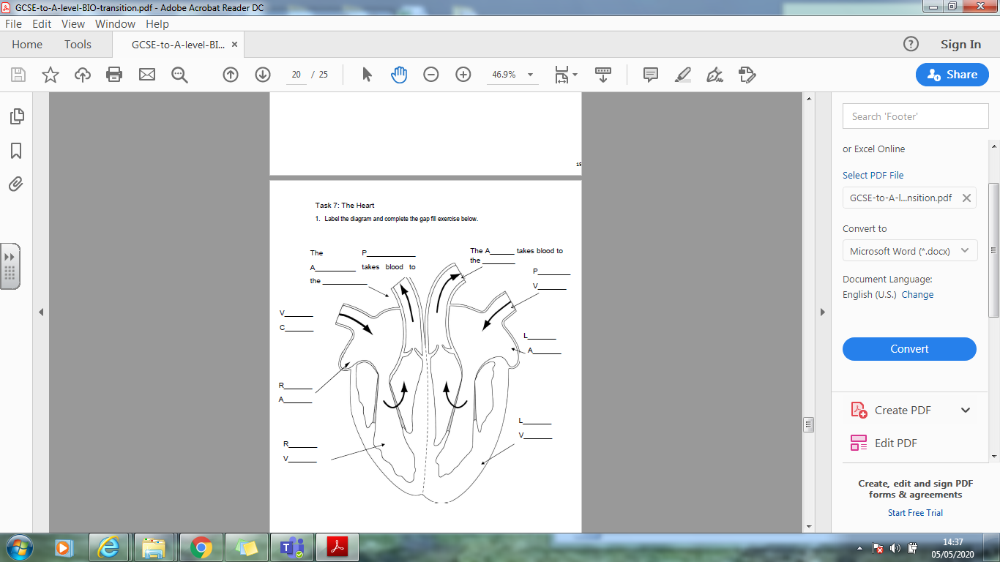 GCSE-to-A-level-BIO-transition.pdf - Adobe Acrobat Reader DC
File Edit View Window Help
Home Tools GCSE-to-A-level-BI... × Sign In
20 / 25 46.9% Share
Search 'Footer'
or Excel Online
Select PDF File
GCSE-to-A-l...nsition.pdf
Convert to
Microsoft Word (*.docx)
Document Language:
English (U.S.) Change
Convert
Create PDF
Edit PDF
Create, edit and sign PDF
forms & agreements
Start Free Trial
Task 7: The Heart
1. Label the diagram and complete the gap fill exercise below.
The P____________
A__________ takes blood to
the ___________
The A______ takes blood to
the ________
P________
V_______
V_______
C_______
L_______
A_______
R_______
A_______
L_______
V_______
R_______
V_______
14:37
05/05/2020